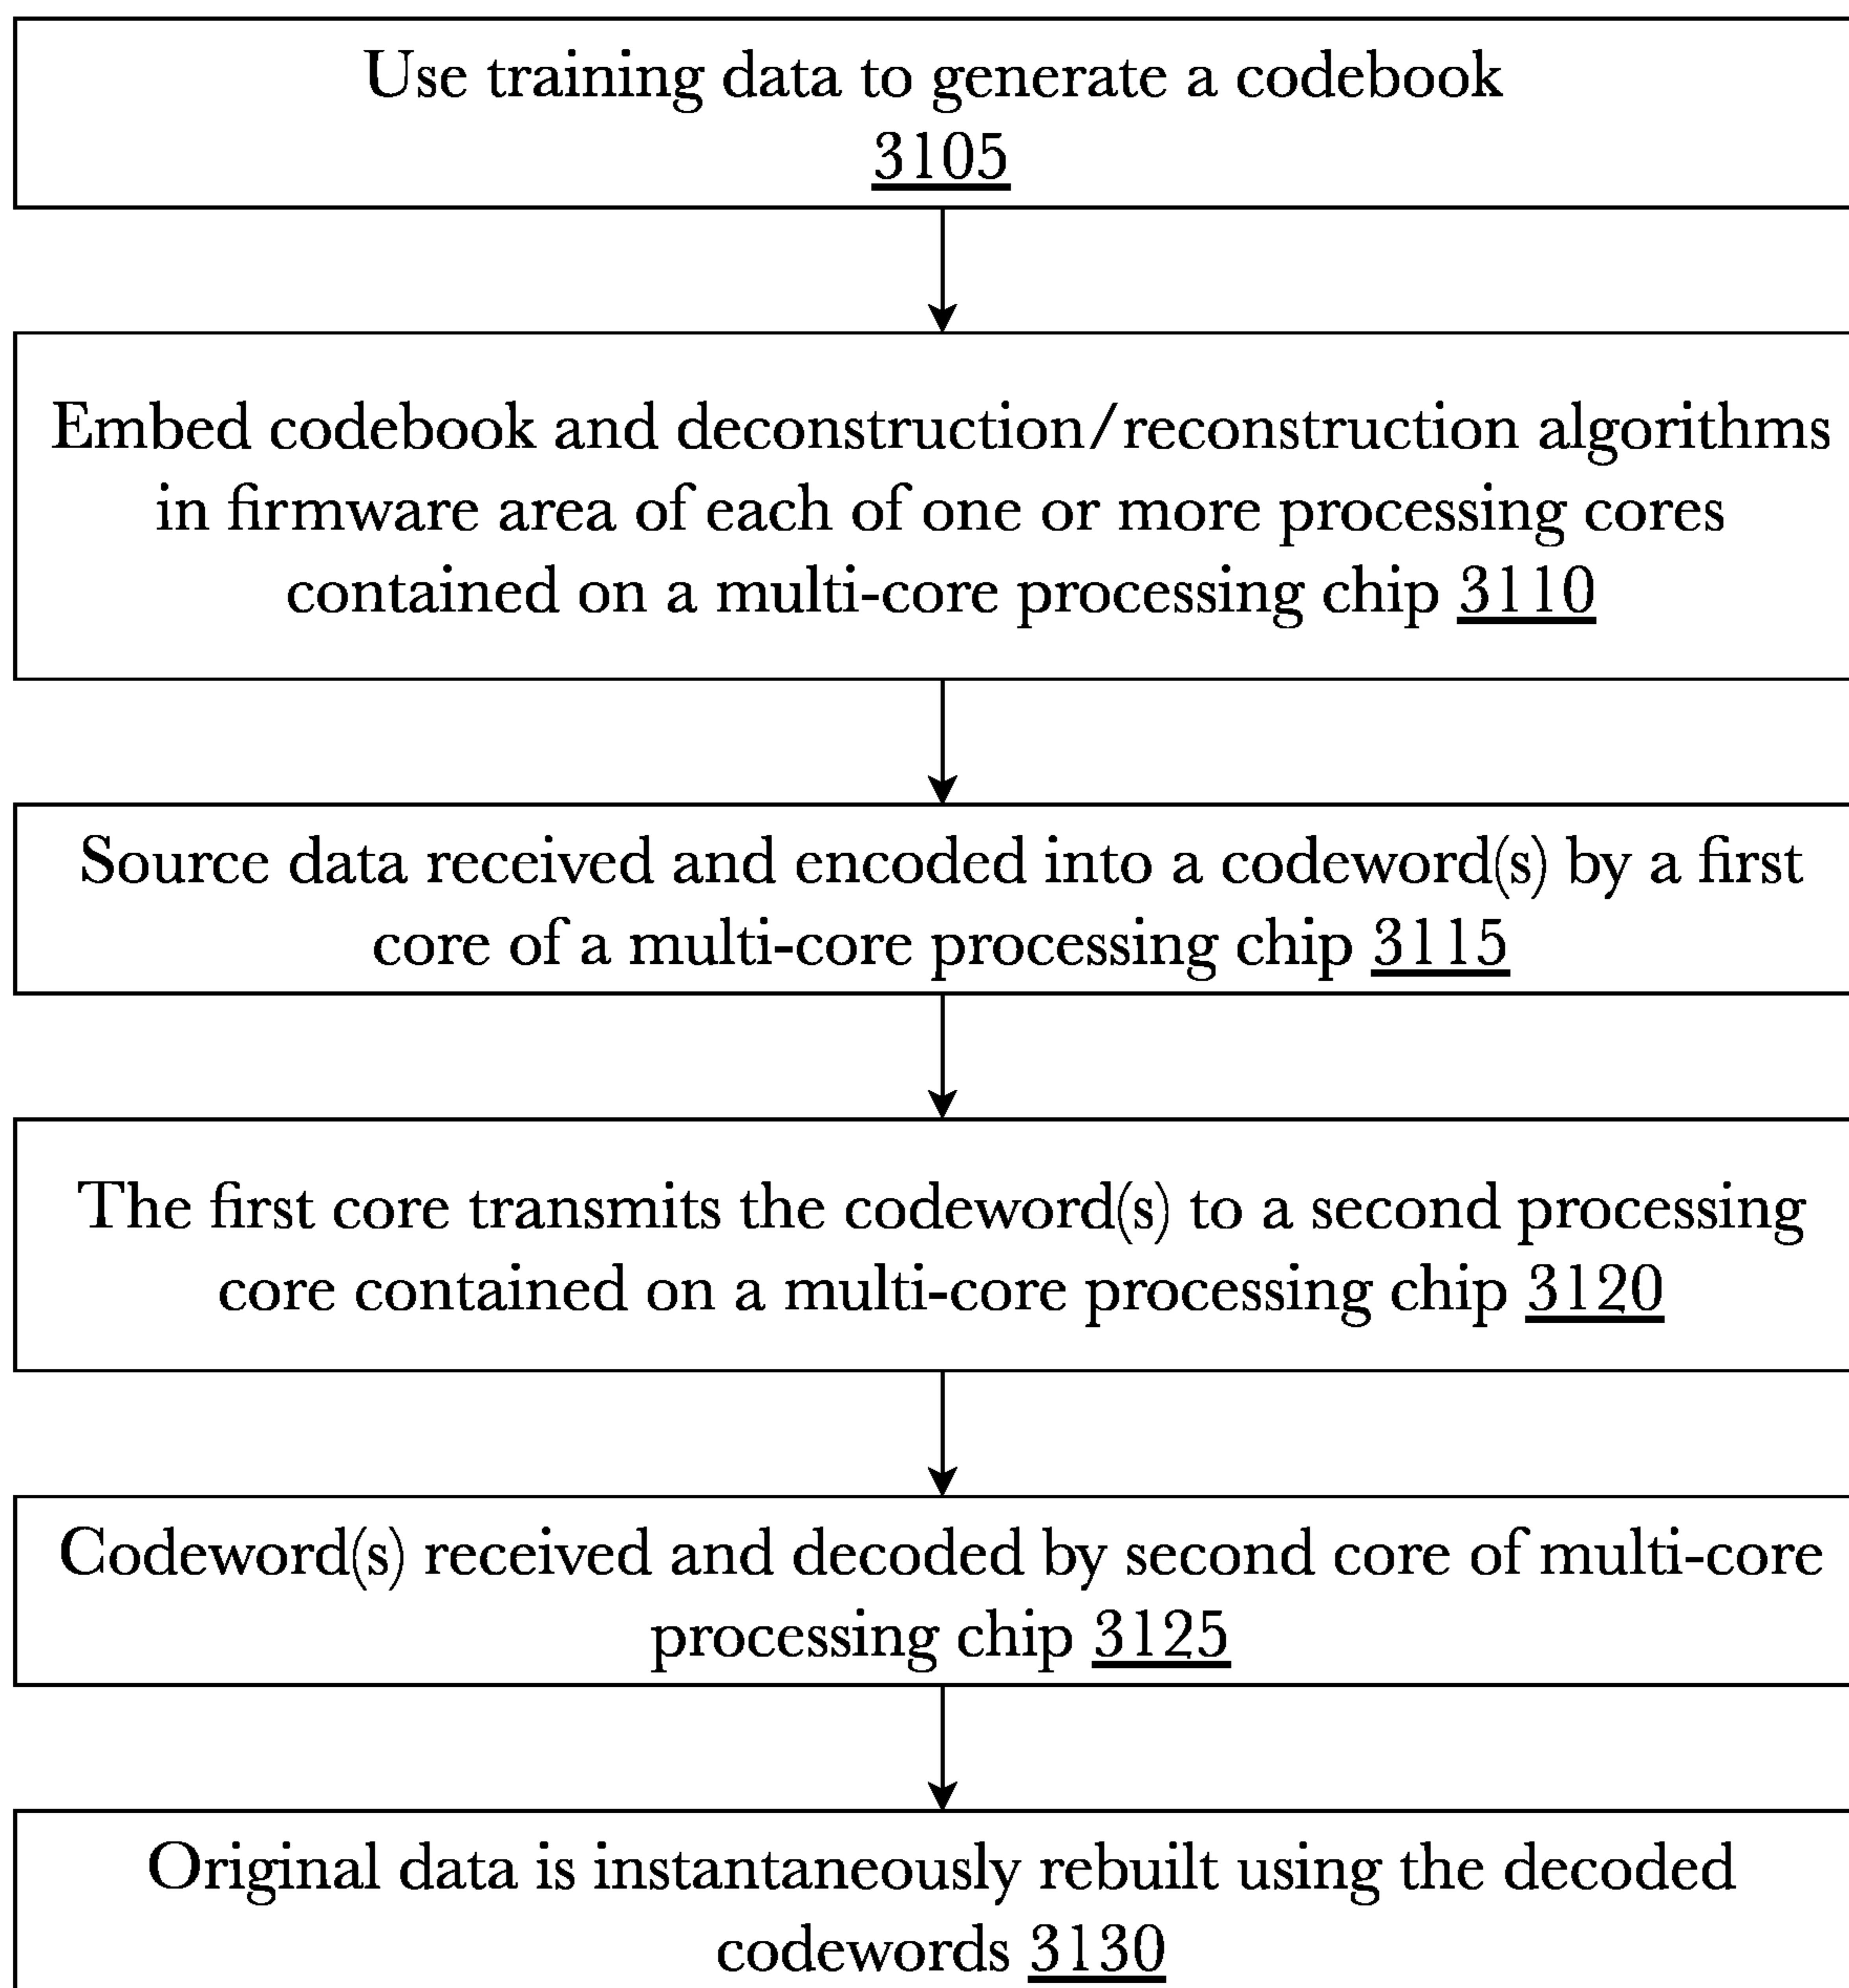 Use training data to generate a codebook
3105
Embed codebook and deconstruction/reconstruction algorithms
in firmware area of each of one or more processing cores
contained on a multi-core processing chip 3110
Source data received and encoded into a codeword(s) by a first
core of a multi-core processing chip 3115
The first core transmits the codeword(s) to a second processing
core contained on a multi-core processing chip 3120
Codeword(s) received and decoded by second core of multi-core
processing chip 3125
Original data is instantaneously rebuilt using the decoded
codewords 3130